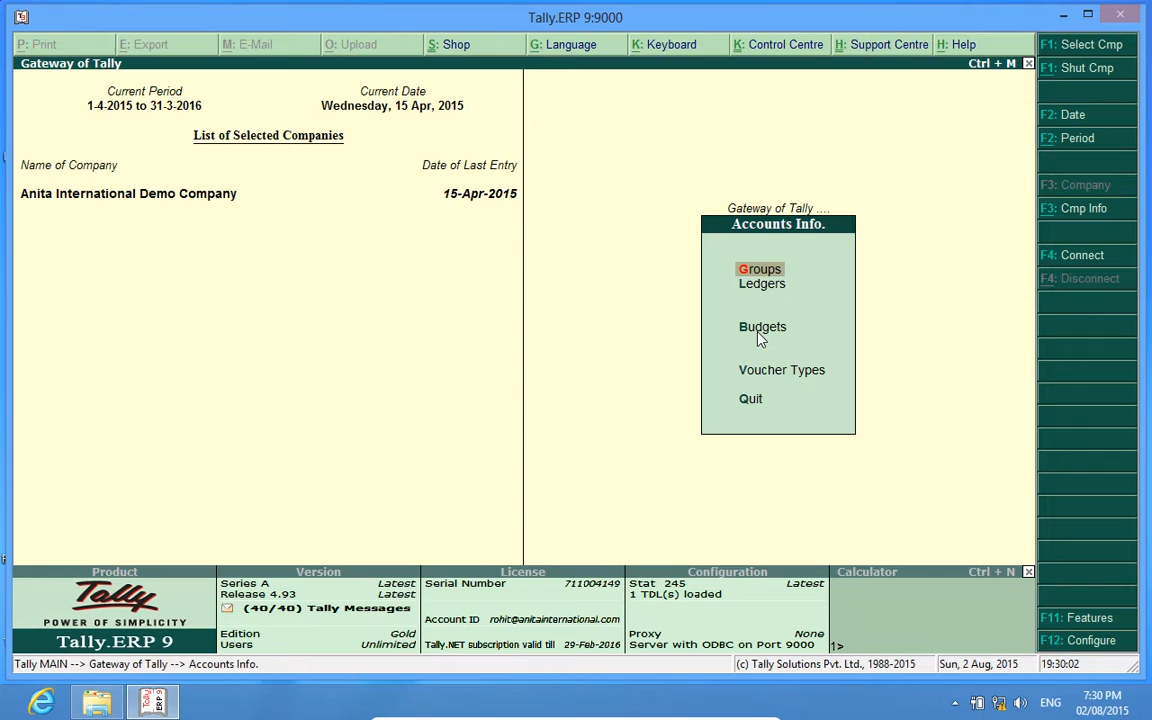 Tally.ERP 9:9000
P: Print E: Export M: E-Mail O: Upload S: Shop G: Language K: Keyboard K: Control Centre H: Support Centre H: Help
F1: Select Cmp
Gateway of Tally Ctrl + M
F1: Shut Cmp
Current Period Current Date
1-4-2015 to 31-3-2016 Wednesday, 15 Apr, 2015
F2: Date
List of Selected Companies
F2: Period
Name of Company Date of Last Entry
F3: Company
Anita International Demo Company 15-Apr-2015
F3: Cmp Info
Gateway of Tally ....
Accounts Info.
F4: Connect
Groups
F4: Disconnect
Ledgers
Budgets
Voucher Types
Quit
Product Version License Configuration Calculator Ctrl + N
Tally
POWER OF SIMPLICITY
Tally.ERP 9
Series A Latest
Release 4.93 Latest
(40/40) Tally Messages
Edition Gold
Users Unlimited
Serial Number 711004149
Account ID rohit@anitainternational.com
Tally.NET subscription valid till 29-Feb-2016
Stat 245 Latest
1 TDL(s) loaded
Proxy None
Server with ODBC on Port 9000
1>
F11: Features
F12: Configure
Tally MAIN --> Gateway of Tally --> Accounts Info. (c) Tally Solutions Pvt. Ltd., 1988-2015 Sun, 2 Aug, 2015 19:30:02
ENG
7:30 PM
02/08/2015